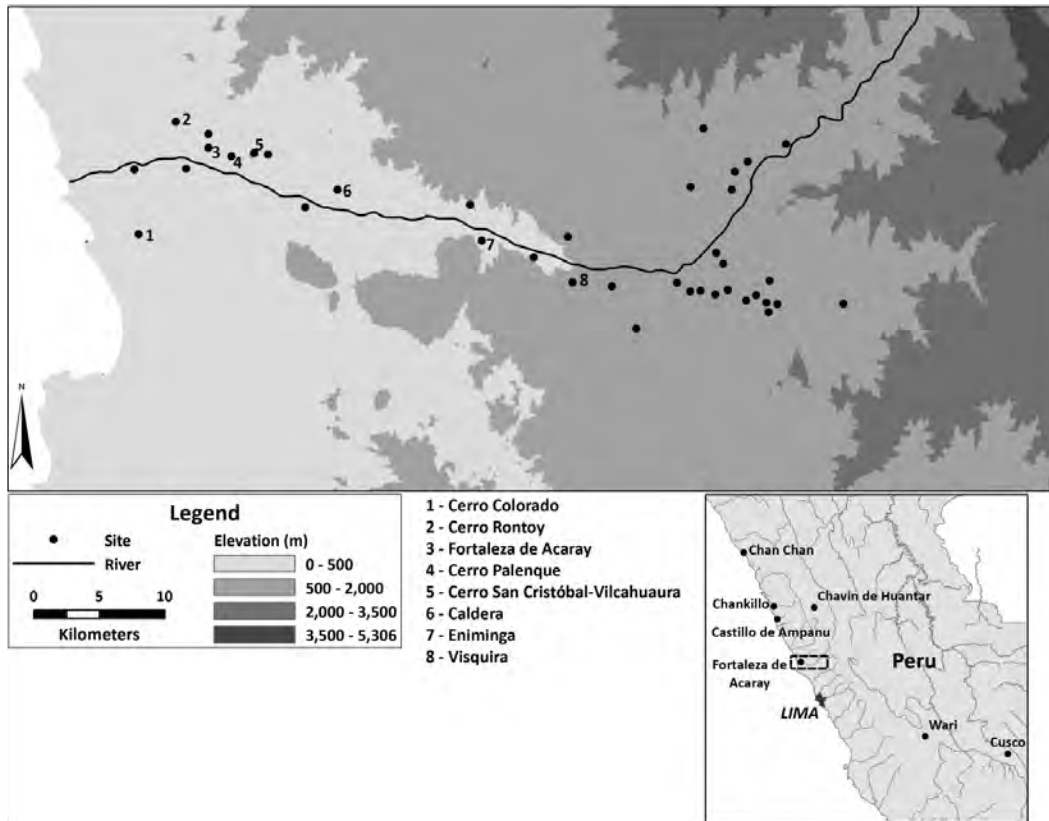 2
3
4
5
6
1
7
8
N
Legend
Site
River
10 5 0 10
Kilometers
Elevation (m)
0 - 500
500 - 2,000
2,000 - 3,500
3,500 - 5,306
1 - Cerro Colorado
2 - Cerro Rontoy
3 - Fortaleza de Acaray
4 - Cerro Palenque
5 - Cerro San Cristóbal-Vilcahuaura
6 - Caldera
7 - Eniminga
8 - Visquira
Chan Chan
Chankillo
Chavin de Huantar
Castillo de Ampanu
Fortaleza de
Acaray
Peru
LIMA
Wari
Cusco